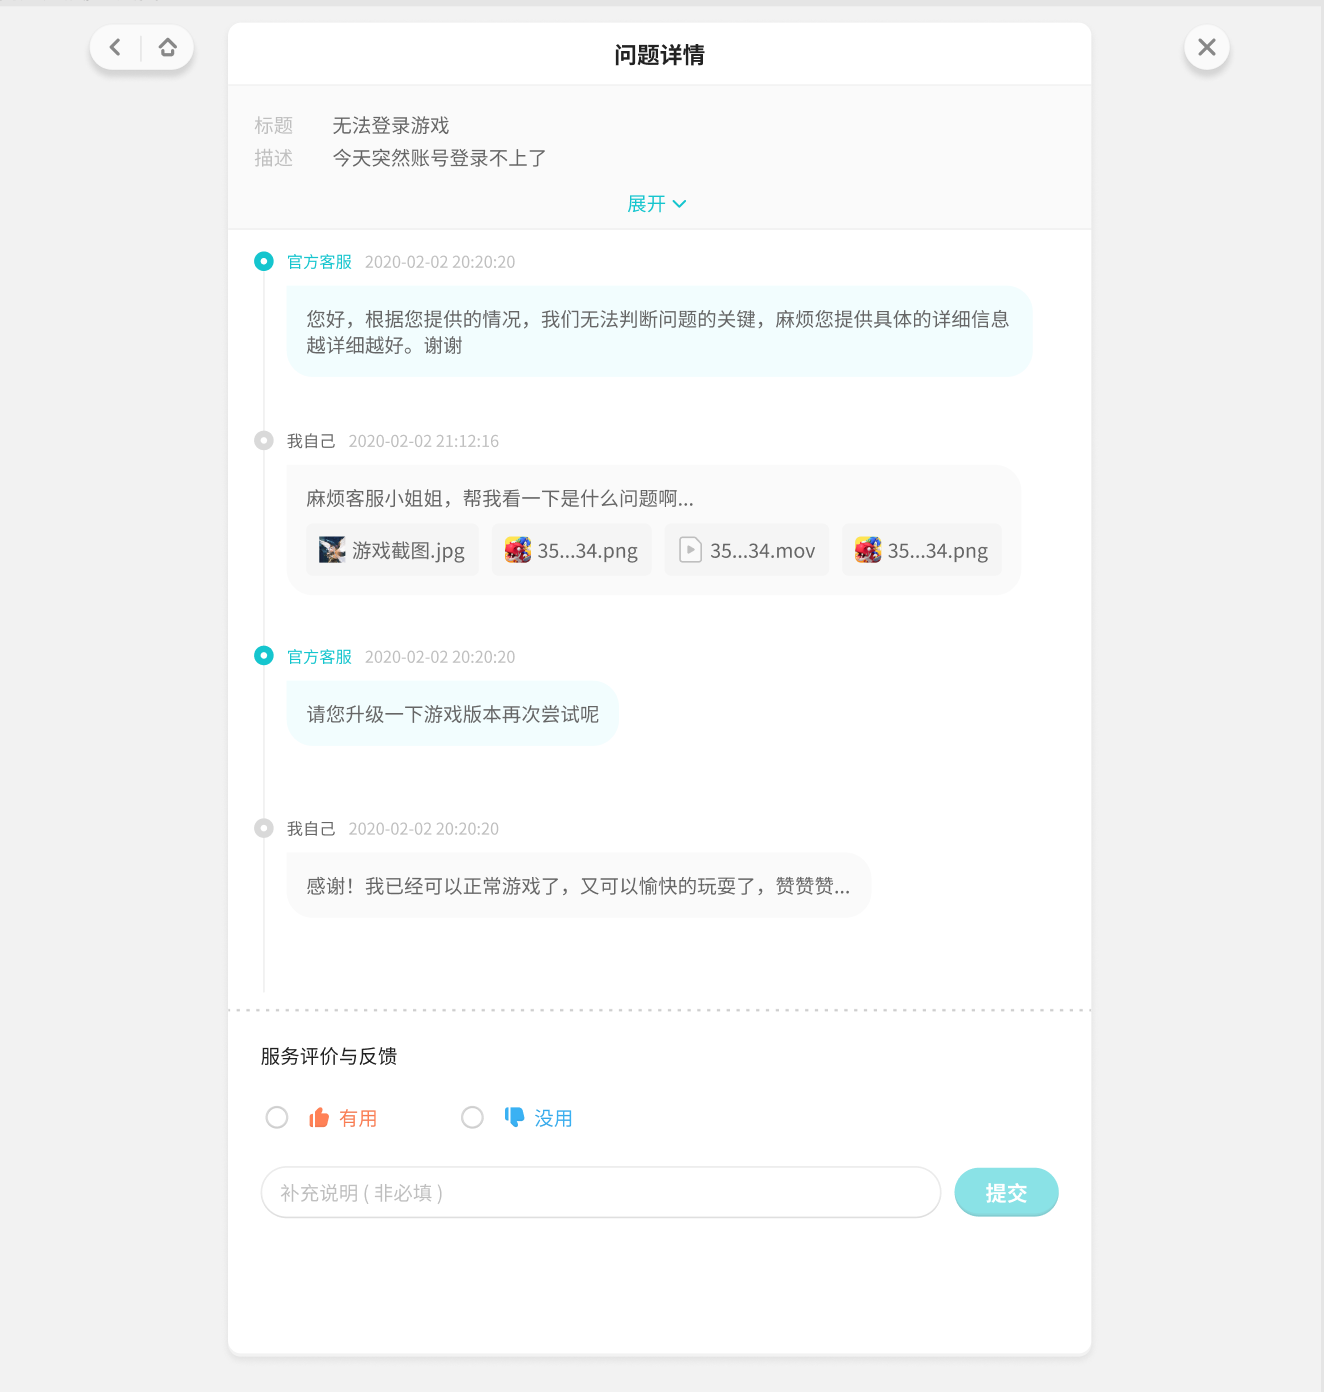 问题详情
标题 无法登录游戏
描述 今天突然账号登录不上了
展开
官方客服 2020-02-02 20:20:20
您好，根据您提供的情况，我们无法判断问题的关键，麻烦您提供具体的详细信息
越详细越好。谢谢
我自己 2020-02-02 21:12:16
麻烦客服小姐姐，帮我看一下是什么问题啊...
游戏截图.jpg 35...34.png 35...34.mov 35...34.png
官方客服 2020-02-02 20:20:20
请您升级一下游戏版本再次尝试呢
我自己 2020-02-02 20:20:20
感谢！我已经可以正常游戏了，又可以愉快的玩耍了，赞赞赞...
服务评价与反馈
有用 没用
补充说明 ( 非必填 ) 提交